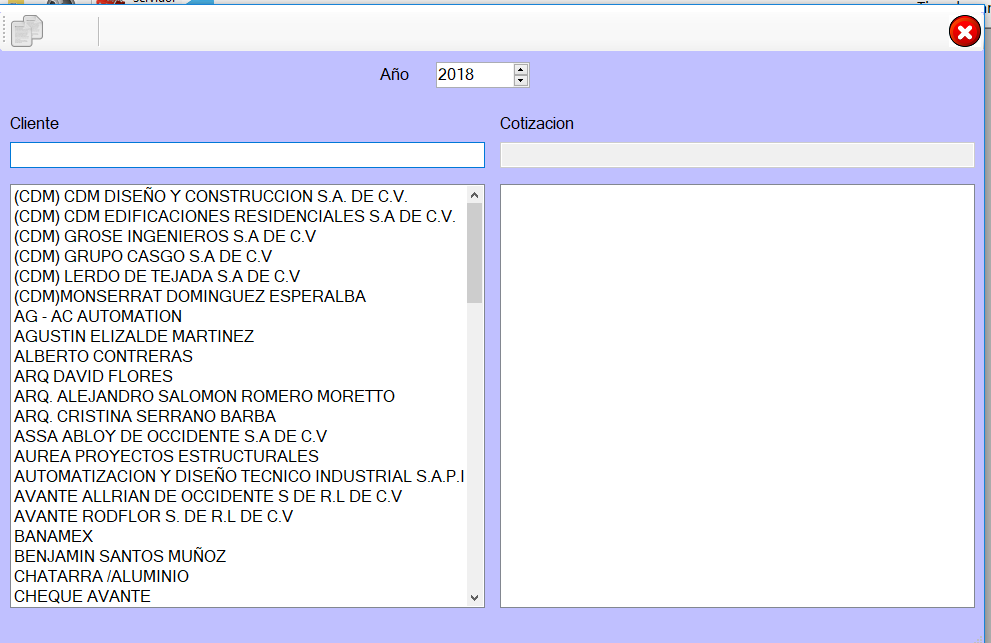 Año
2018
Cliente
Cotizacion
(CDM) CDM DISEÑO Y CONSTRUCCION S.A. DE C.V.
(CDM) CDM EDIFICACIONES RESIDENCIALES S.A DE C.V.
(CDM) GROSE INGENIEROS S.A DE C.V
(CDM) GRUPO CASGO S.A DE C.V
(CDM) LERDO DE TEJADA S.A DE C.V
(CDM)MONSERRAT DOMINGUEZ ESPERALBA
AG - AC AUTOMATION
AGUSTIN ELIZALDE MARTINEZ
ALBERTO CONTRERAS
ARQ DAVID FLORES
ARQ. ALEJANDRO SALOMON ROMERO MORETTO
ARQ. CRISTINA SERRANO BARBA
ASSA ABLOY DE OCCIDENTE S.A DE C.V
AUREA PROYECTOS ESTRUCTURALES
AUTOMATIZACION Y DISEÑO TECNICO INDUSTRIAL S.A.P.I
AVANTE ALLRIAN DE OCCIDENTE S DE R.L DE C.V
AVANTE RODFLOR S. DE R.L DE C.V
BANAMEX
BENJAMIN SANTOS MUÑOZ
CHATARRA /ALUMINIO
CHEQUE AVANTE